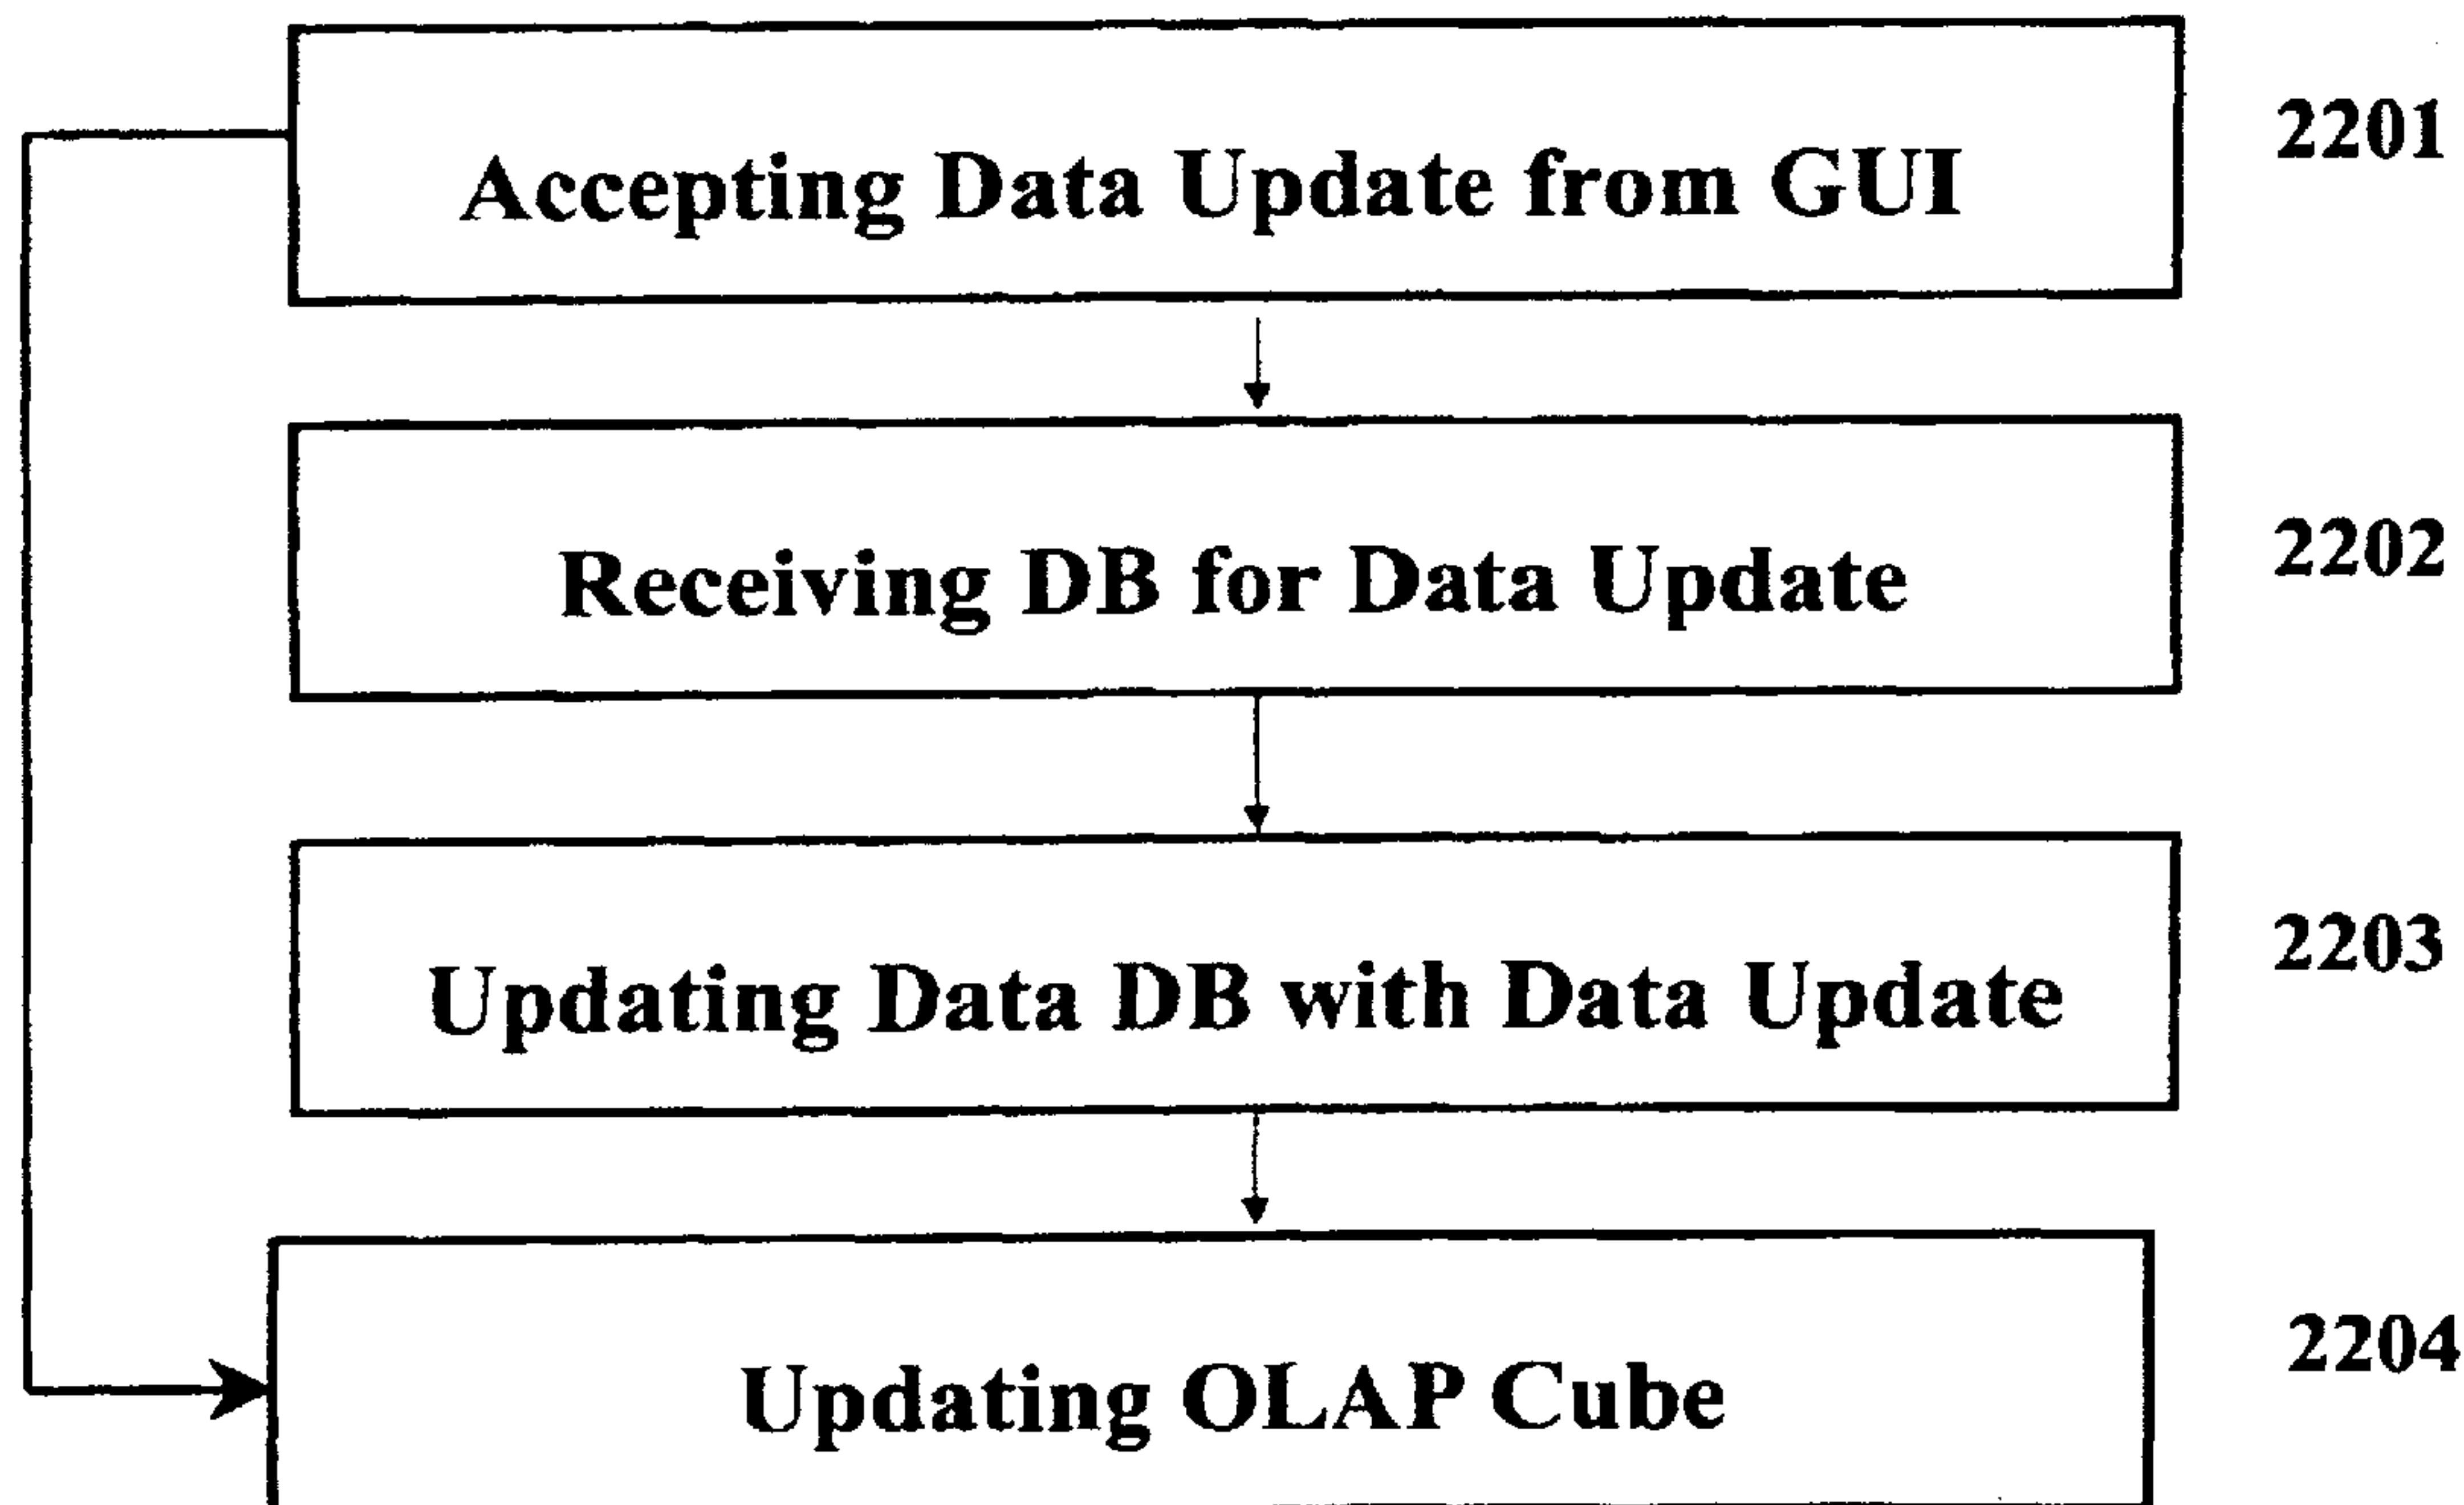 Accepting Data Update from GUI
2201
Receiving DB for Data Update
2202
Updating Data DB with Data Update
2203
Updating OLAP Cube
2204